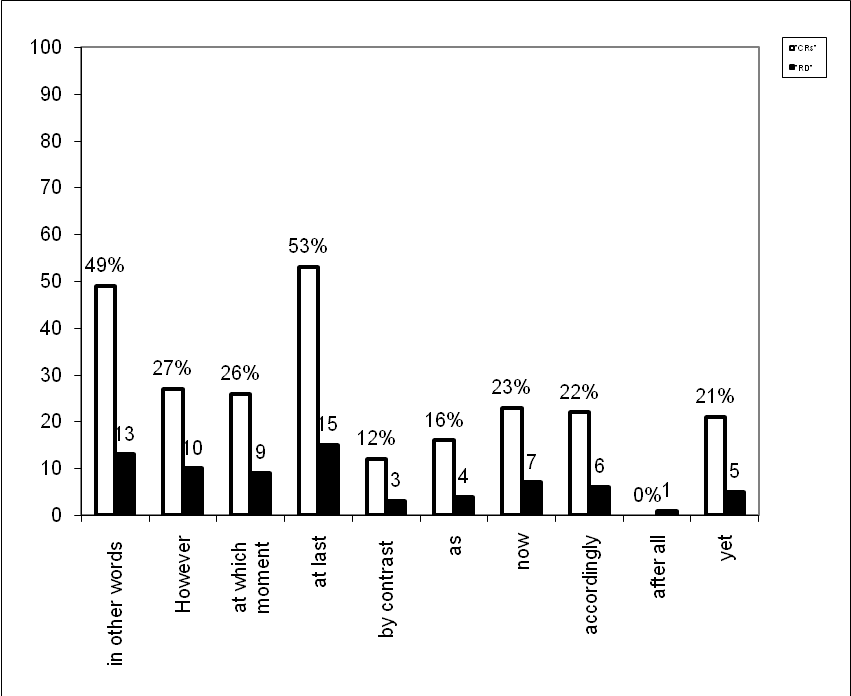 100
90
80
70
60
50
40
30
20
10
0
49%
13
27%
10
26%
9
53%
15
12%
3
16%
4
23%
7
22%
6
0%
1
21%
5
in other words
However
at which
moment
at last
by contrast
as
now
accordingly
after all
yet
"CRs"
"RD"